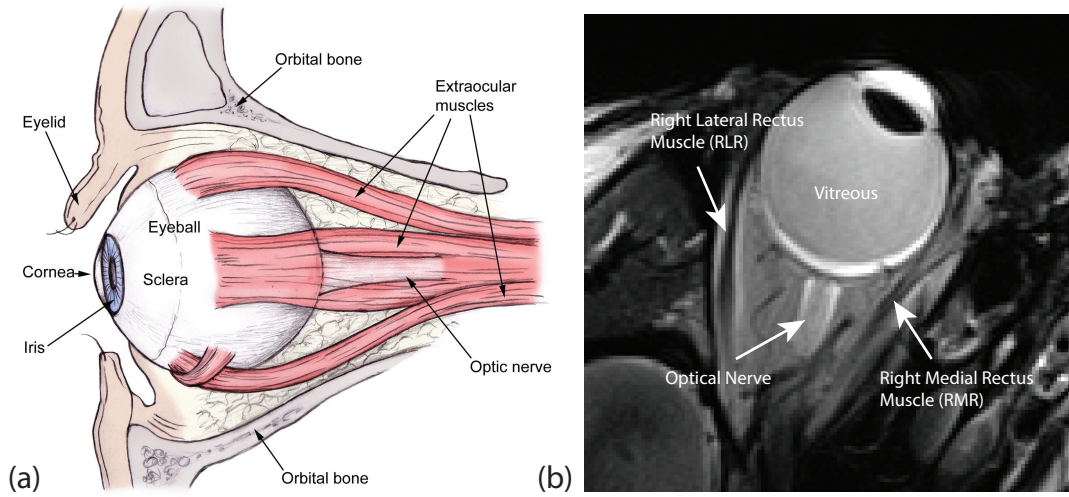 Orbital bone
Extraocular
muscles
Eyelid
Eyeball
Cornea
Sclera
Iris
Optic nerve
Orbital bone
(a)
Right Lateral Rectus
Muscle (RLR)
Vitreous
Optical Nerve
Right Medial Rectus
Muscle (RMR)
(b)